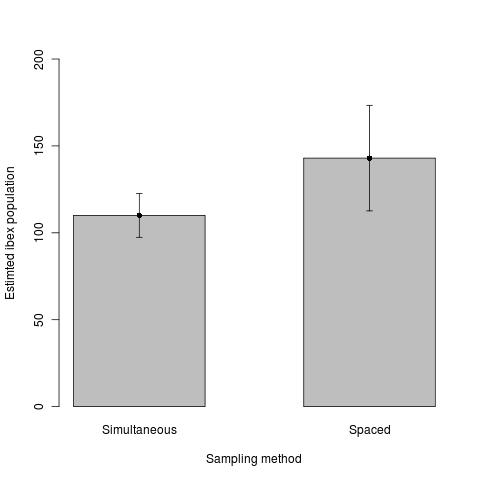 200
150
100
50
0
Estimted ibex population
Simultaneous Spaced
Sampling method